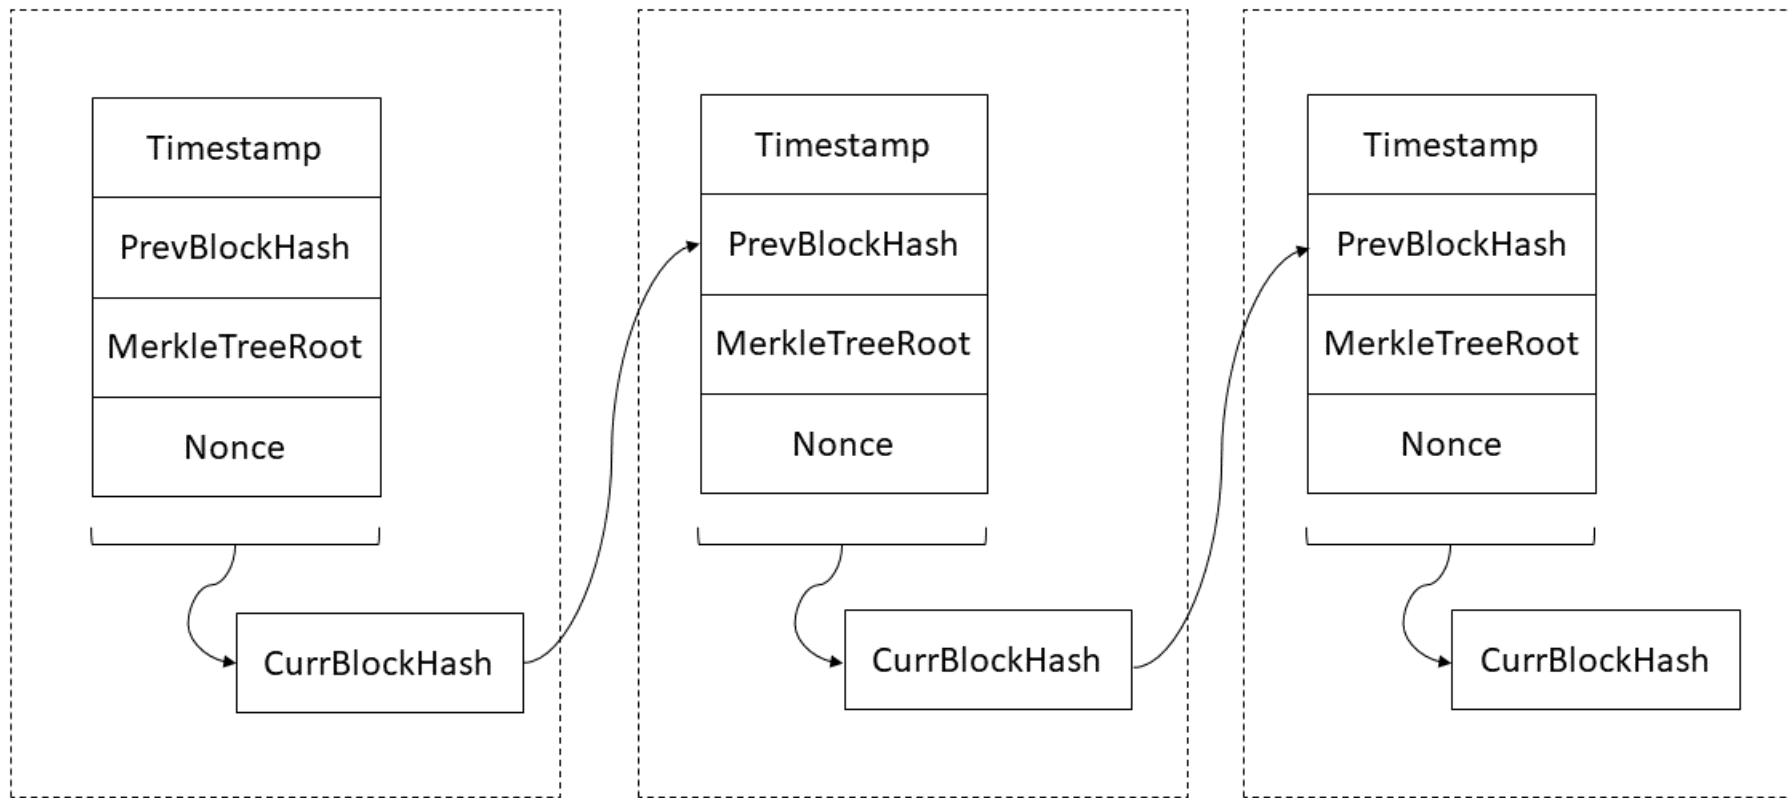 Timestamp
PrevBlockHash
MerkleTreeRoot
Nonce
CurrBlockHash
Timestamp
PrevBlockHash
MerkleTreeRoot
Nonce
CurrBlockHash
Timestamp
PrevBlockHash
MerkleTreeRoot
Nonce
CurrBlockHash